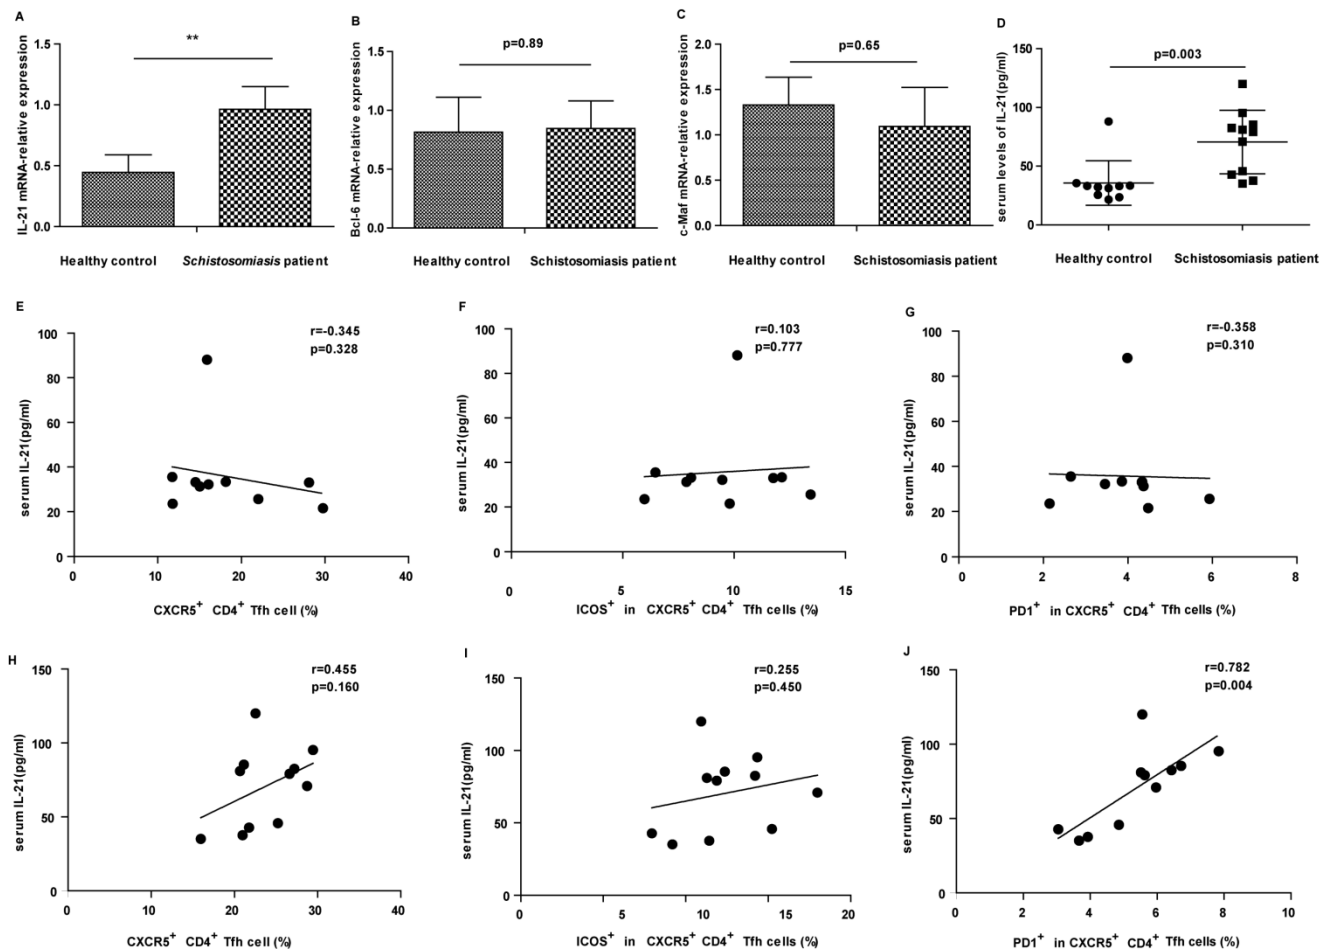 A
IL-21 mRNA-relative expression
1.5
1.0
0.5
0.0
**
Healthy control
Schistosomiasis patient
B
Bcl-6 mRNA-relative expression
1.5
1.0
0.5
0.0
p=0.89
Healthy control
Schistosomiasis patient
C
c-Maf mRNA-relative expression
2.0
1.5
1.0
0.5
0.0
p=0.65
Healthy control
Schistosomiasis patient
D
serum levels of IL-21(pg/ml)
150
100
50
0
p=0.003
Healthy control
Schistosomiasis patient
E
serum IL-21(pg/ml)
100
80
60
40
20
0
r=-0.345
p=0.328
0 10 20 30 40
CXCR5+ CD4+ Tfh cell (%)
F
serum IL-21(pg/ml)
100
80
60
40
20
0
r=0.103
p=0.777
0 5 10 15
ICOS+ in CXCR5+ CD4+ Tfh cells (%)
G
serum IL-21(pg/ml)
100
80
60
40
20
0
r=-0.358
p=0.310
0 2 4 6 8
PD1+ in CXCR5+ CD4+ Tfh cells (%)
H
serum IL-21(pg/ml)
150
100
50
0
r=0.455
p=0.160
0 10 20 30 40
CXCR5+ CD4+ Tfh cell (%)
I
serum IL-21(pg/ml)
150
100
50
0
r=0.255
p=0.450
0 5 10 15 20
ICOS+ in CXCR5+ CD4+ Tfh cells (%)
J
serum IL-21(pg/ml)
150
100
50
0
r=0.782
p=0.004
0 2 4 6 8 10
PD1+ in CXCR5+ CD4+ Tfh cells (%)